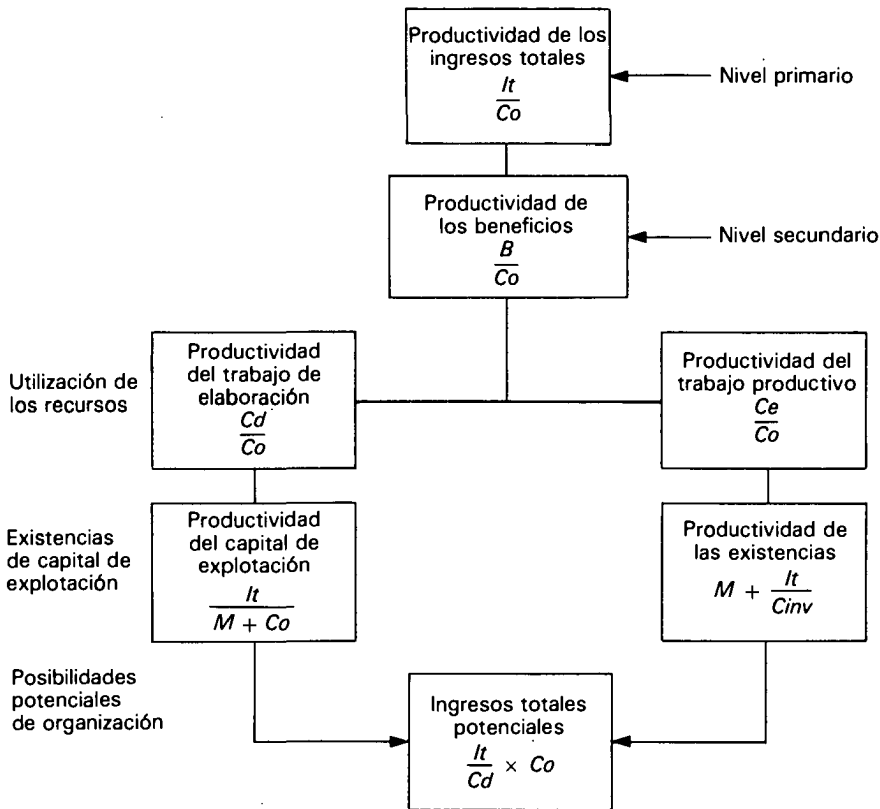 Productividad de los
ingresos totales
It
Co
Nivel primario
Productividad de
los beneficios
B
Co
Nivel secundario
Utilización de
los recursos
Productividad
del trabajo de
elaboración
Cd
Co
Productividad del
trabajo productivo
Ce
Co
Existencias
de capital de
explotación
Productividad
del capital de
explotación
It
M + Co
Productividad de
las existencias
M + It
Cinv
Posibilidades
potenciales
de organización
Ingresos totales
potenciales
It
Cd × Co